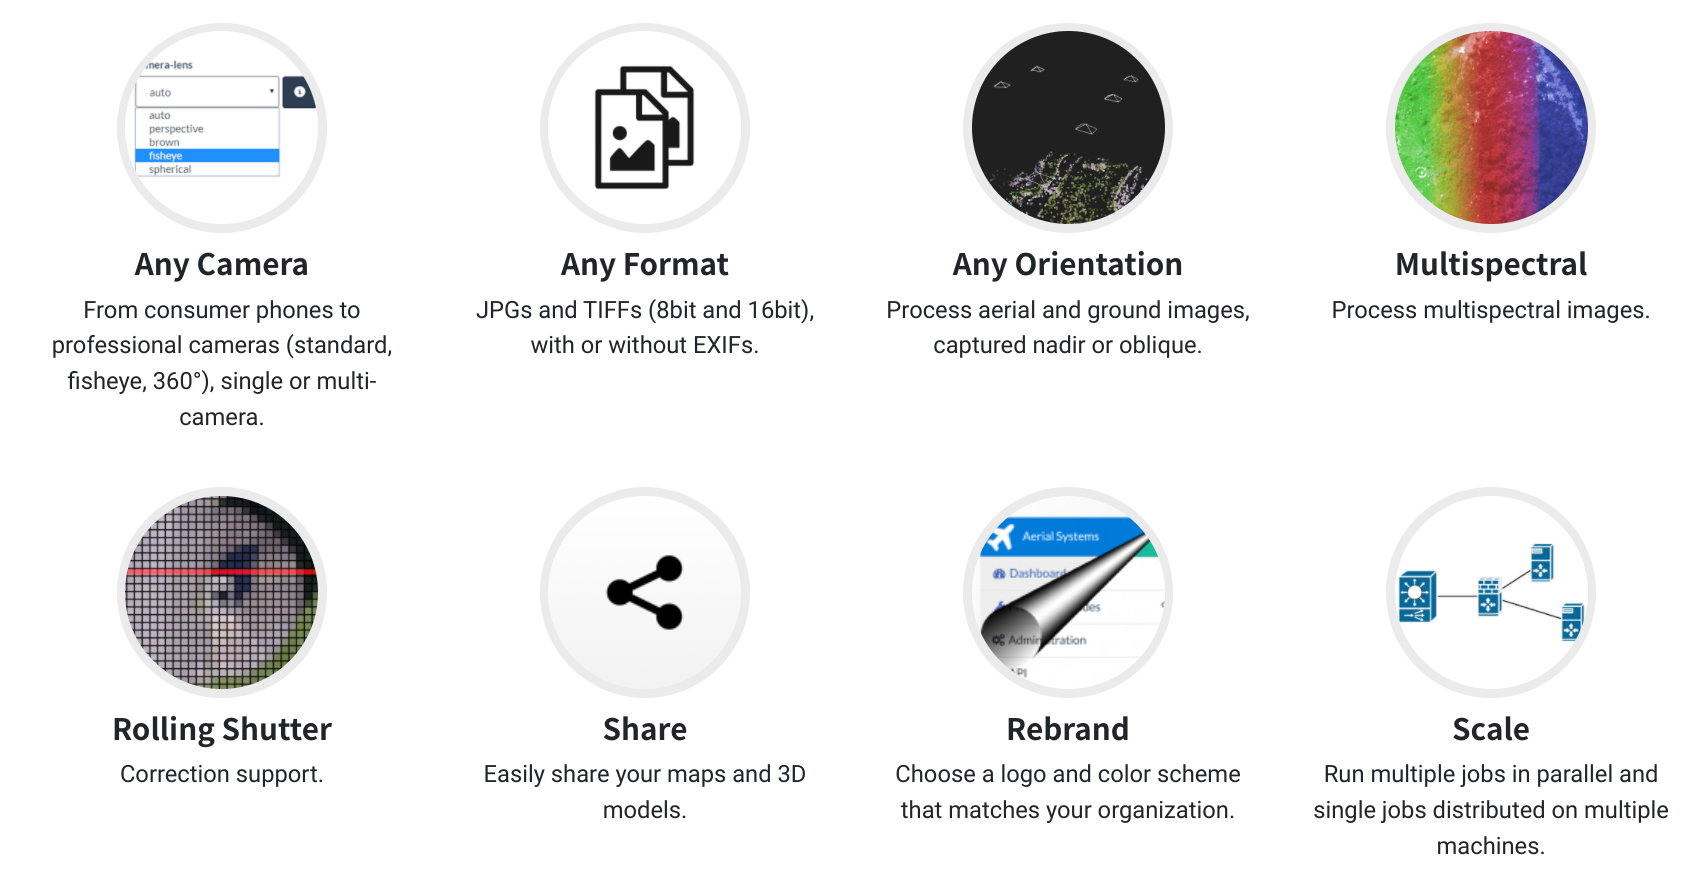 mera-lens
auto
auto
perspective
brown
fisheye
spherical
Any Camera
From consumer phones to
professional cameras (standard,
fisheye, 360°), single or multi-
camera.
Any Format
JPGs and TIFFs (8bit and 16bit),
with or without EXIFs.
Any Orientation
Process aerial and ground images,
captured nadir or oblique.
Multispectral
Process multispectral images.
Rolling Shutter
Correction support.
Share
Easily share your maps and 3D
models.
Aerial Systems
Dashboard
Administration
API
Rebrand
Choose a logo and color scheme
that matches your organization.
Scale
Run multiple jobs in parallel and
single jobs distributed on multiple
machines.